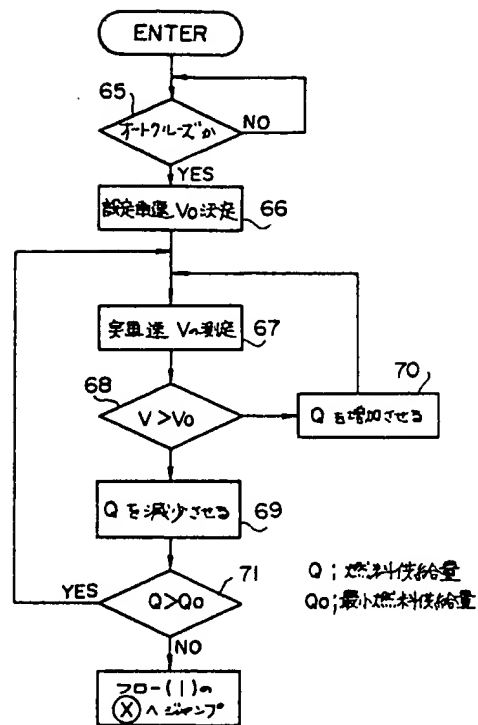 ENTER
65
オートクルーズか
NO
YES
設定車速 Vo決定
66
実車速 Vの測定
67
68
V>Vo
70
Qを増加させる
Qを減少させる
69
71
YES
Q>Qo
NO
Q;燃料供給量
Qo;最小燃料供給量
フロー(1)の
Ⓧへジャンプ